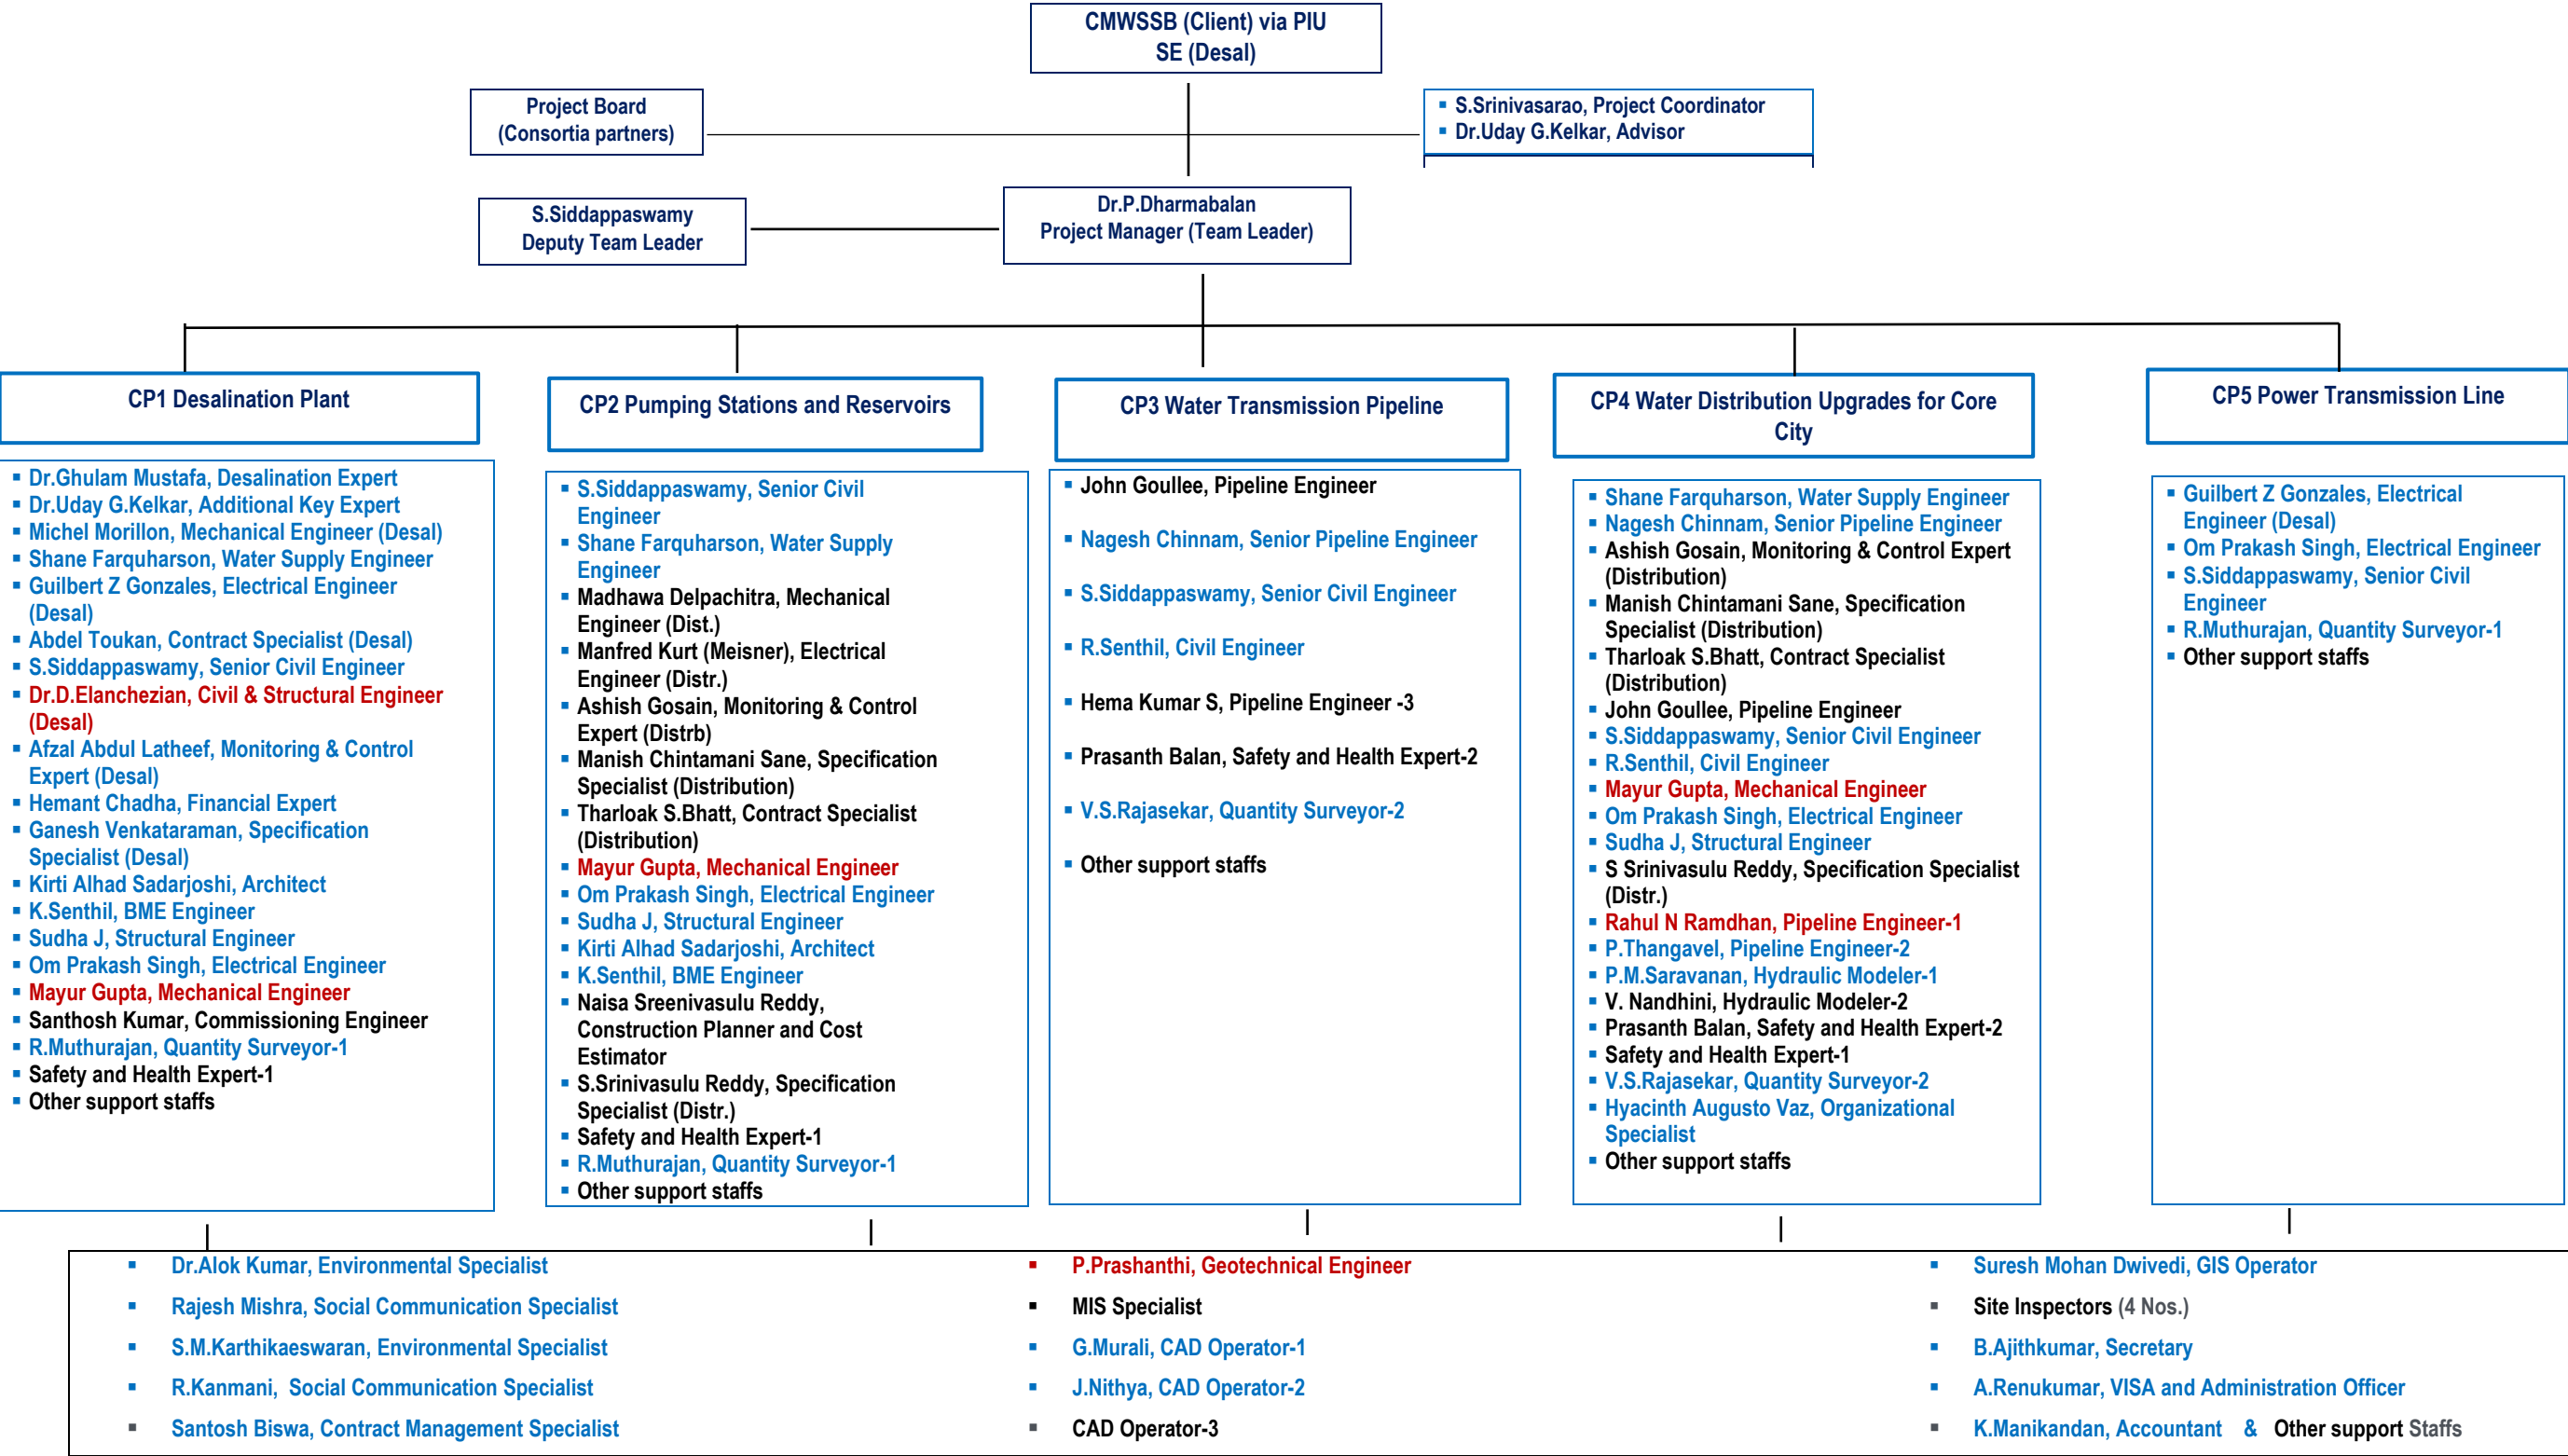 CMWSSB (Client) via PIU
SE (Desal)
Project Board
(Consortia partners)
▪ S.Srinivasarao, Project Coordinator
▪ Dr.Uday G.Kelkar, Advisor
S.Siddappaswamy
Deputy Team Leader
Dr.P.Dharmabalan
Project Manager (Team Leader)
CP1 Desalination Plant
▪ Dr.Ghulam Mustafa, Desalination Expert
▪ Dr.Uday G.Kelkar, Additional Key Expert
▪ Michel Morillon, Mechanical Engineer (Desal)
▪ Shane Farquharson, Water Supply Engineer
▪ Guilbert Z Gonzales, Electrical Engineer
(Desal)
▪ Abdel Toukan, Contract Specialist (Desal)
▪ S.Siddappaswamy, Senior Civil Engineer
▪ Dr.D.Elanchezian, Civil & Structural Engineer
(Desal)
▪ Afzal Abdul Latheef, Monitoring & Control
Expert (Desal)
▪ Hemant Chadha, Financial Expert
▪ Ganesh Venkataraman, Specification
Specialist (Desal)
▪ Kirti Alhad Sadarjoshi, Architect
▪ K.Senthil, BME Engineer
▪ Sudha J, Structural Engineer
▪ Om Prakash Singh, Electrical Engineer
▪ Mayur Gupta, Mechanical Engineer
▪ Santhosh Kumar, Commissioning Engineer
▪ R.Muthurajan, Quantity Surveyor-1
▪ Safety and Health Expert-1
▪ Other support staffs
CP2 Pumping Stations and Reservoirs
▪ S.Siddappaswamy, Senior Civil
Engineer
▪ Shane Farquharson, Water Supply
Engineer
▪ Madhawa Delpachitra, Mechanical
Engineer (Dist.)
▪ Manfred Kurt (Meisner), Electrical
Engineer (Distr.)
▪ Ashish Gosain, Monitoring & Control
Expert (Distrb)
▪ Manish Chintamani Sane, Specification
Specialist (Distribution)
▪ Tharloak S.Bhatt, Contract Specialist
(Distribution)
▪ Mayur Gupta, Mechanical Engineer
▪ Om Prakash Singh, Electrical Engineer
▪ Sudha J, Structural Engineer
▪ Kirti Alhad Sadarjoshi, Architect
▪ K.Senthil, BME Engineer
▪ Naisa Sreenivasulu Reddy,
Construction Planner and Cost
Estimator
▪ S.Srinivasulu Reddy, Specification
Specialist (Distr.)
▪ Safety and Health Expert-1
▪ R.Muthurajan, Quantity Surveyor-1
▪ Other support staffs
CP3 Water Transmission Pipeline
▪ John Goullee, Pipeline Engineer
▪ Nagesh Chinnam, Senior Pipeline Engineer
▪ S.Siddappaswamy, Senior Civil Engineer
▪ R.Senthil, Civil Engineer
▪ Hema Kumar S, Pipeline Engineer -3
▪ Prasanth Balan, Safety and Health Expert-2
▪ V.S.Rajasekar, Quantity Surveyor-2
▪ Other support staffs
CP4 Water Distribution Upgrades for Core
City
▪ Shane Farquharson, Water Supply Engineer
▪ Nagesh Chinnam, Senior Pipeline Engineer
▪ Ashish Gosain, Monitoring & Control Expert
(Distribution)
▪ Manish Chintamani Sane, Specification
Specialist (Distribution)
▪ Tharloak S.Bhatt, Contract Specialist
(Distribution)
▪ John Goullee, Pipeline Engineer
▪ S.Siddappaswamy, Senior Civil Engineer
▪ R.Senthil, Civil Engineer
▪ Mayur Gupta, Mechanical Engineer
▪ Om Prakash Singh, Electrical Engineer
▪ Sudha J, Structural Engineer
▪ S Srinivasulu Reddy, Specification Specialist
(Distr.)
▪ Rahul N Ramdhan, Pipeline Engineer-1
▪ P.Thangavel, Pipeline Engineer-2
▪ P.M.Saravanan, Hydraulic Modeler-1
▪ V. Nandhini, Hydraulic Modeler-2
▪ Prasanth Balan, Safety and Health Expert-2
▪ Safety and Health Expert-1
▪ V.S.Rajasekar, Quantity Surveyor-2
▪ Hyacinth Augusto Vaz, Organizational
Specialist
▪ Other support staffs
CP5 Power Transmission Line
▪ Guilbert Z Gonzales, Electrical
Engineer (Desal)
▪ Om Prakash Singh, Electrical Engineer
▪ S.Siddappaswamy, Senior Civil
Engineer
▪ R.Muthurajan, Quantity Surveyor-1
▪ Other support staffs
▪ Dr.Alok Kumar, Environmental Specialist
▪ Rajesh Mishra, Social Communication Specialist
▪ S.M.Karthikaeswaran, Environmental Specialist
▪ R.Kanmani, Social Communication Specialist
▪ Santosh Biswa, Contract Management Specialist
▪ P.Prashanthi, Geotechnical Engineer
▪ MIS Specialist
▪ G.Murali, CAD Operator-1
▪ J.Nithya, CAD Operator-2
▪ CAD Operator-3
▪ Suresh Mohan Dwivedi, GIS Operator
▪ Site Inspectors (4 Nos.)
▪ B.Ajithkumar, Secretary
▪ A.Renukumar, VISA and Administration Officer
▪ K.Manikandan, Accountant & Other support Staffs